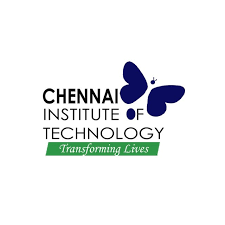 CHENNAI
INSTITUTE OF
TECHNOLOGY
Transforming Lives